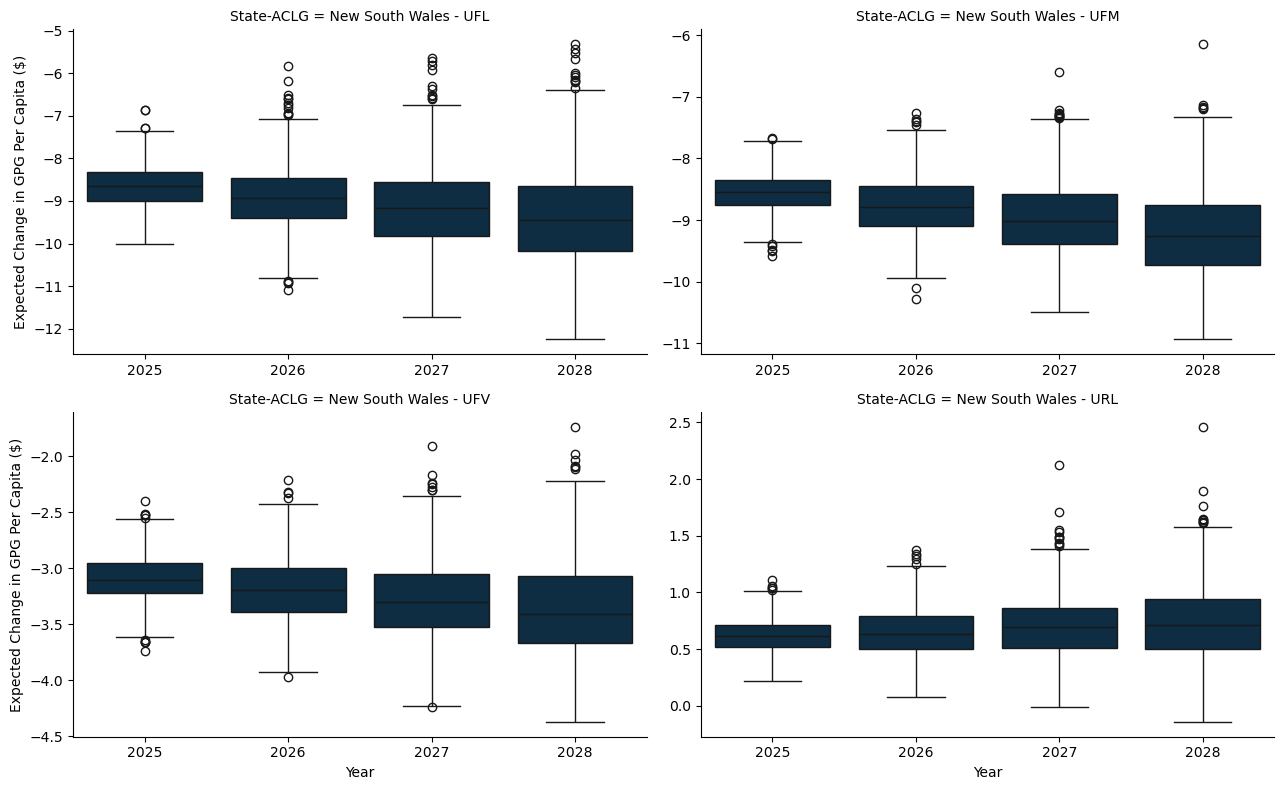 State-ACLG = New South Wales - UFL
Expected Change in GPG Per Capita ($)
−5
−6
−7
−8
−9
−10
−11
−12
2025 2026 2027 2028
State-ACLG = New South Wales - UFM
−6
−7
−8
−9
−10
−11
2025 2026 2027 2028
State-ACLG = New South Wales - UFV
Expected Change in GPG Per Capita ($)
−2.0
−2.5
−3.0
−3.5
−4.0
−4.5
2025 2026 2027 2028
Year
State-ACLG = New South Wales - URL
2.5
2.0
1.5
1.0
0.5
0.0
2025 2026 2027 2028
Year